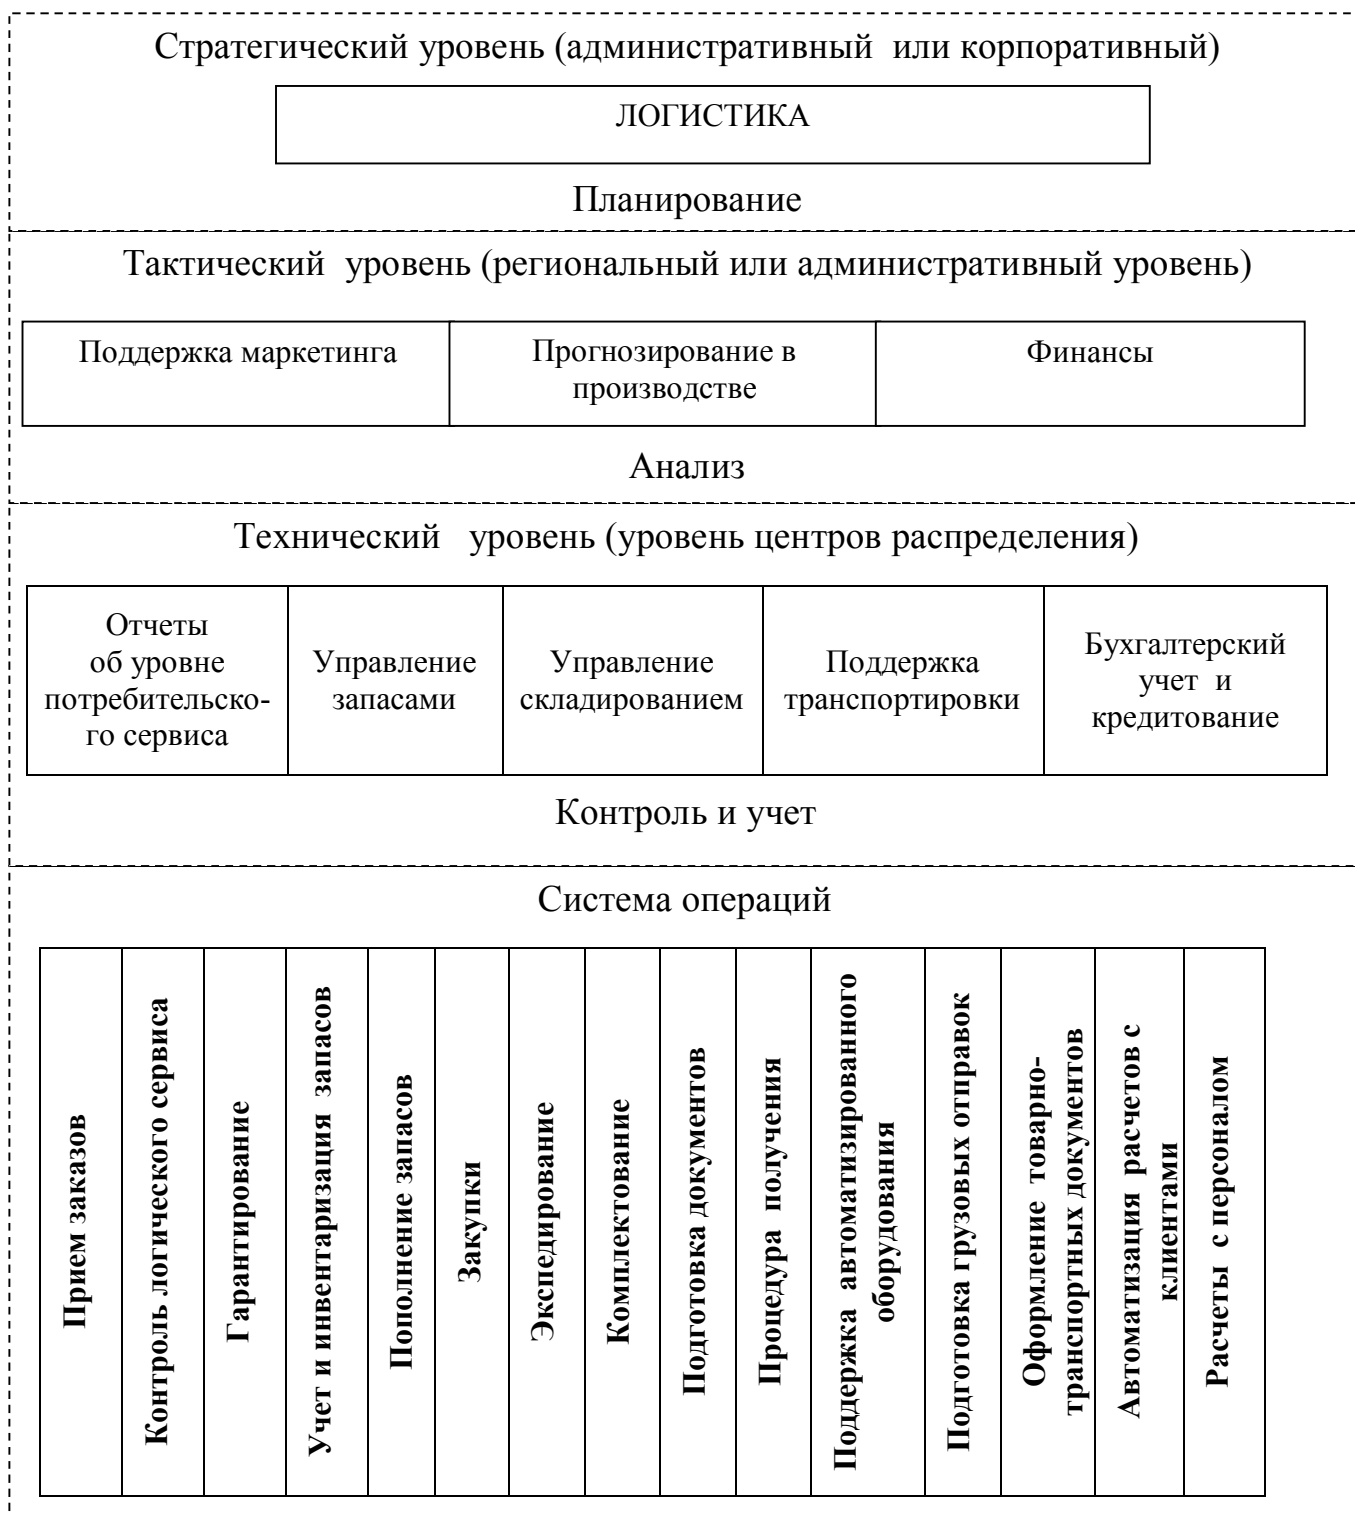 Стратегический уровень (административный или корпоративный)
ЛОГИСТИКА
Планирование
Тактический уровень (региональный или административный уровень)
Поддержка маркетинга
Прогнозирование в
производстве
Финансы
Анализ
Технический уровень (уровень центров распределения)
Отчеты
об уровне
потребительско-
го сервиса
Управление
запасами
Управление
складированием
Поддержка
транспортировки
Бухгалтерский
учет и
кредитование
Контроль и учет
Система операций
Прием заказов
Контроль логического сервиса
Гарантирование
Учет и инвентаризация запасов
Пополнение запасов
Закупки
Экспедирование
Комплектование
Подготовка документов
Процедура получения
Поддержка автоматизированного
оборудования
Подготовка грузовых отправок
Оформление товарно-
транспортных документов
Автоматизация расчетов с
клиентами
Расчеты с персоналом